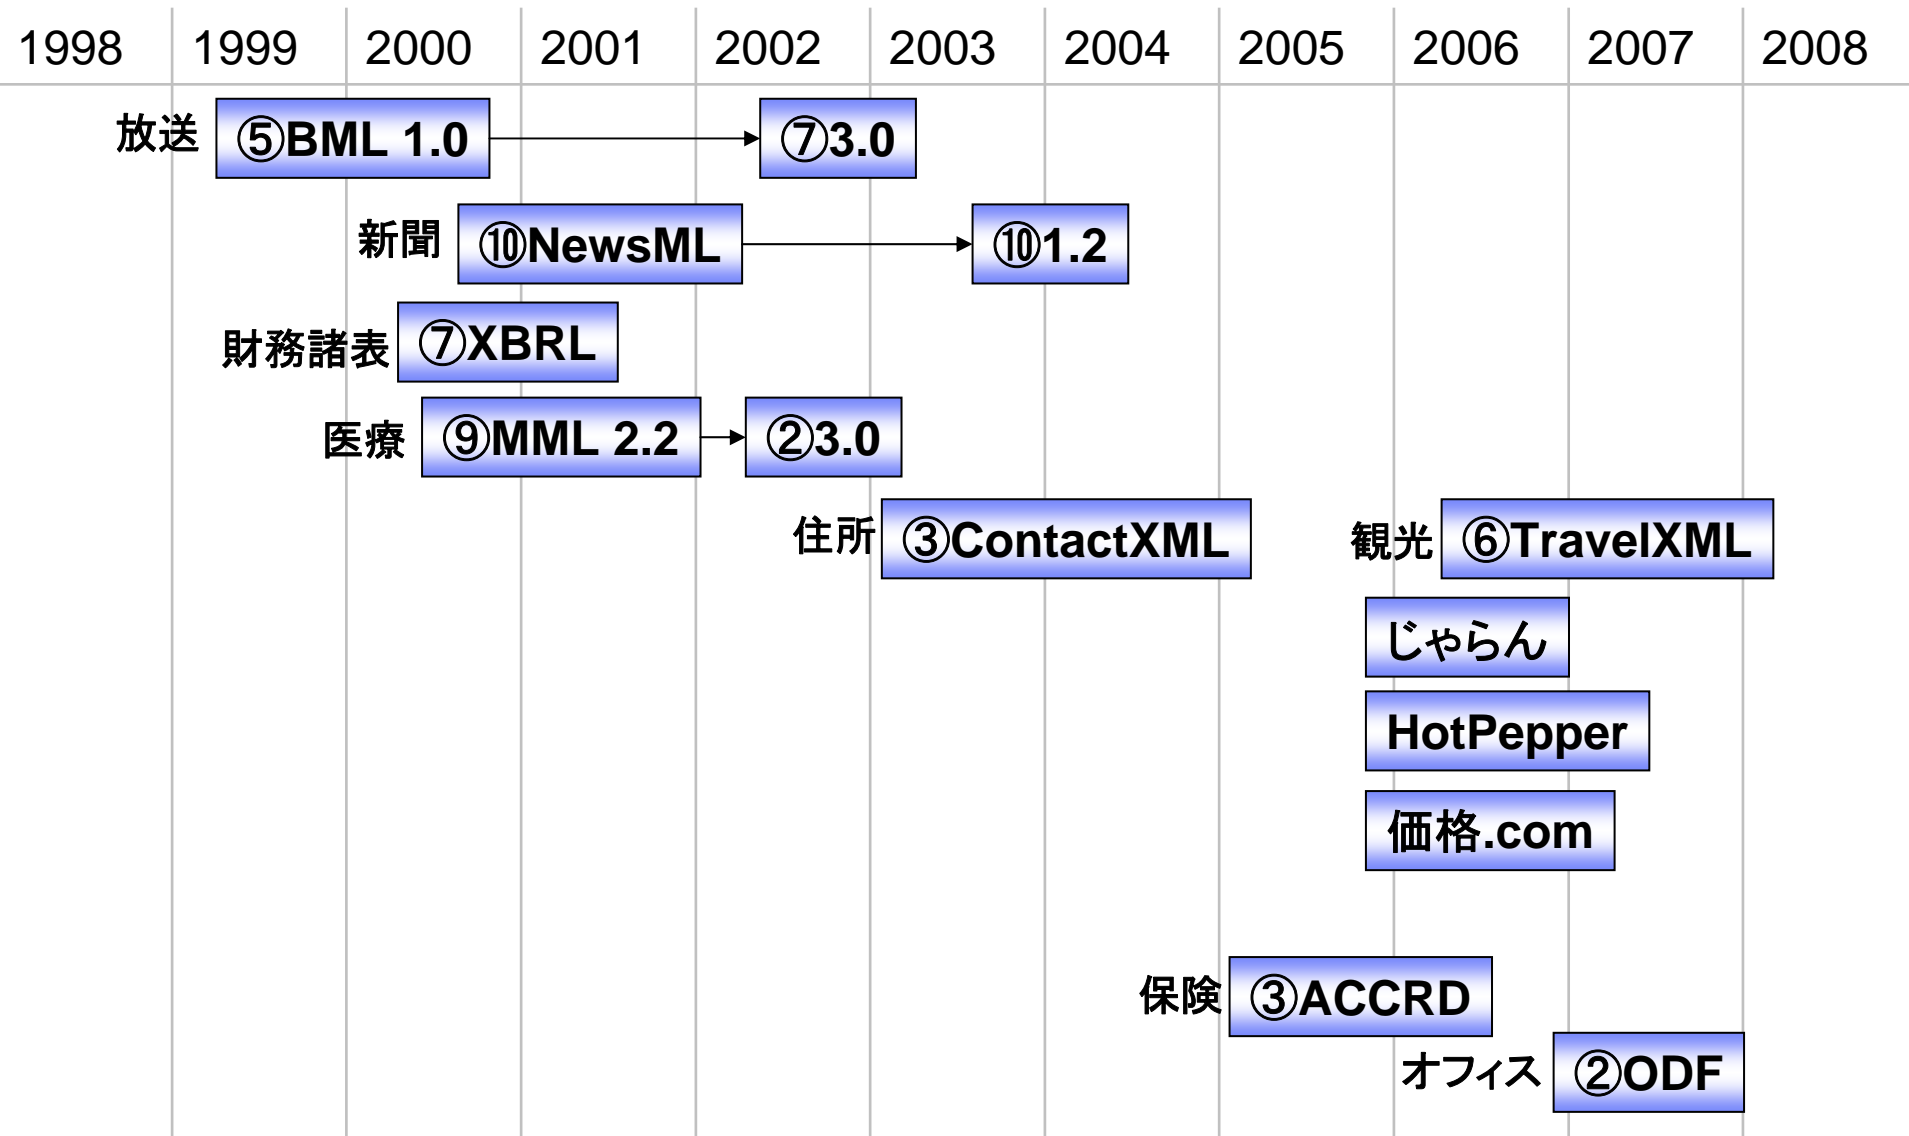 1998 1999 2000 2001 2002 2003 2004 2005 2006 2007 2008
放送 ⑤BML 1.0 ⑦3.0
新聞 ⑩NewsML ⑩1.2
財務諸表 ⑦XBRL
医療 ⑨MML 2.2 ②3.0
住所 ③ContactXML 観光 ⑥TravelXML
じゃらん
HotPepper
価格.com
保険 ③ACCRD
オフィス ②ODF